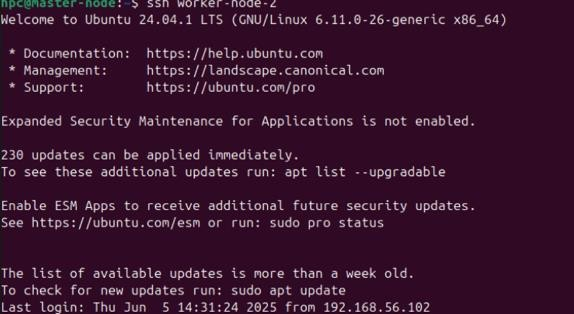 hpc@master-node:~$ ssh worker-node-2
Welcome to Ubuntu 24.04.1 LTS (GNU/Linux 6.11.0-26-generic x86_64)
* Documentation:  https://help.ubuntu.com
* Management:     https://landscape.canonical.com
* Support:        https://ubuntu.com/pro
Expanded Security Maintenance for Applications is not enabled.
230 updates can be applied immediately.
To see these additional updates run: apt list --upgradable
Enable ESM Apps to receive additional future security updates.
See https://ubuntu.com/esm or run: sudo pro status
The list of available updates is more than a week old.
To check for new updates run: sudo apt update
Last login: Thu Jun  5 14:31:24 2025 from 192.168.56.102